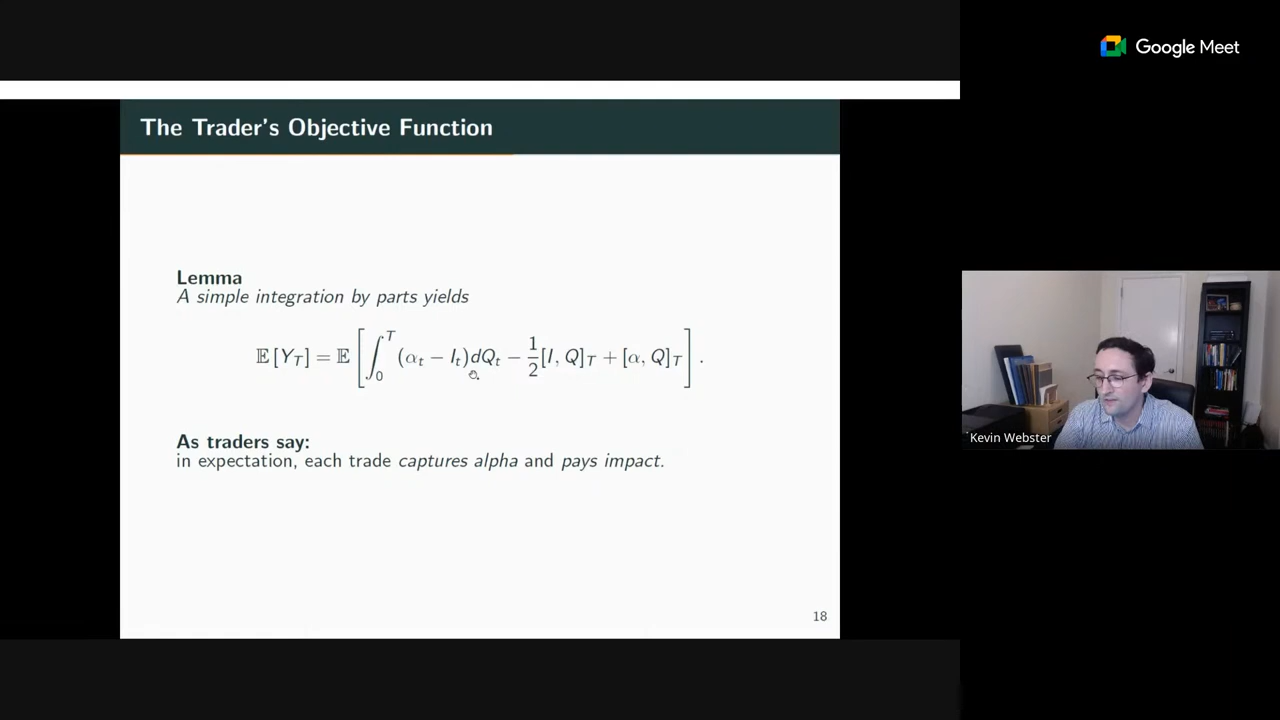 Google Meet
The Trader's Objective Function
Lemma
A simple integration by parts yields
𝔼 [Y_T] = 𝔼 [ ∫_0^T (α_t − I_t)dQ_t − 1/2 [I, Q]_T + [α, Q]_T ] .
As traders say:
in expectation, each trade captures alpha and pays impact.
Kevin Webster
18